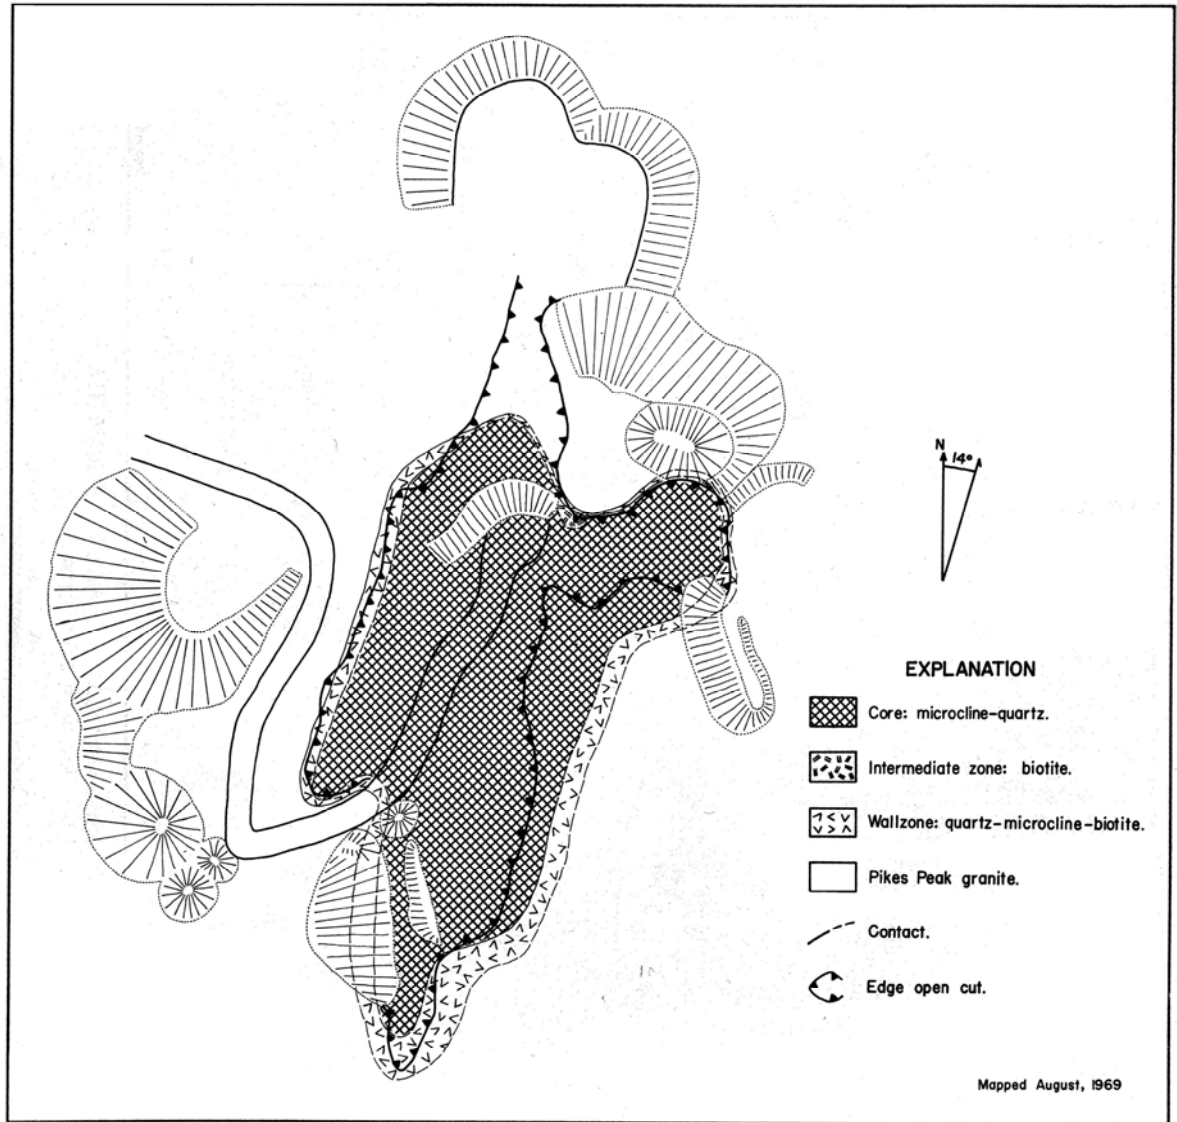 N
14°
EXPLANATION
Core: microcline-quartz.
Intermediate zone: biotite.
Wallzone: quartz-microcline-biotite.
Pikes Peak granite.
Contact.
Edge open cut.
Mapped August, 1969